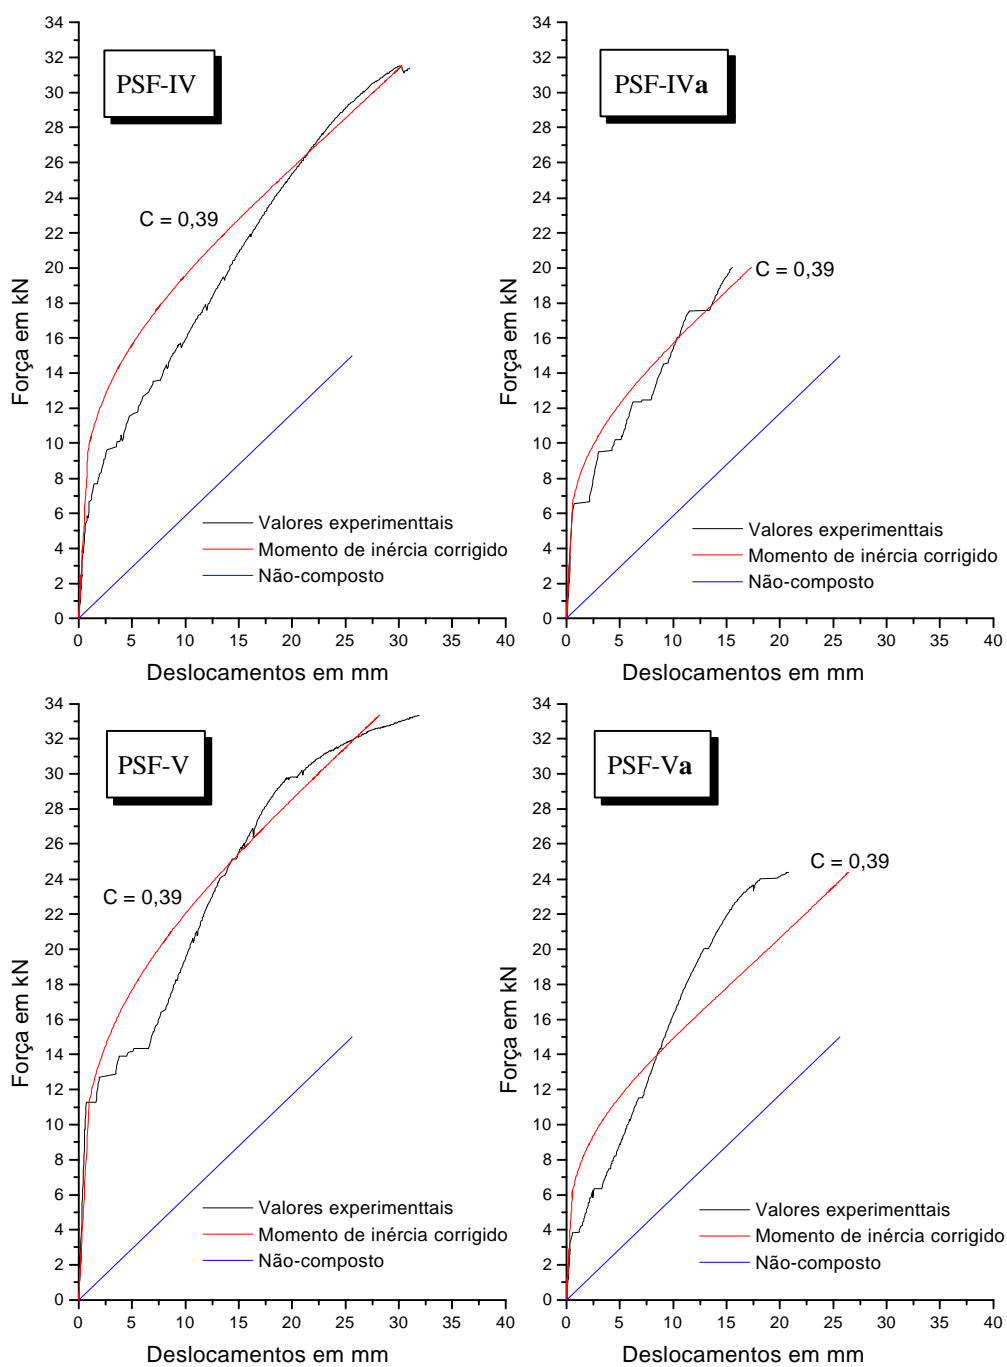 PSF-IV
34
32
30
28
26
24
22
20
18
16
14
12
10
8
6
4
2
0
Força em kN
C = 0,39
Valores experimenttais
Momento de inércia corrigido
Não-composto
0 5 10 15 20 25 30 35 40
Deslocamentos em mm
PSF-IVa
34
32
30
28
26
24
22
20
18
16
14
12
10
8
6
4
2
0
Força em kN
C = 0,39
Valores experimenttais
Momento de inércia corrigido
Não-composto
0 5 10 15 20 25 30 35 40
Deslocamentos em mm
PSF-V
34
32
30
28
26
24
22
20
18
16
14
12
10
8
6
4
2
0
Força em kN
C = 0,39
Valores experimenttais
Momento de inércia corrigido
Não-composto
0 5 10 15 20 25 30 35 40
Deslocamentos em mm
PSF-Va
34
32
30
28
26
24
22
20
18
16
14
12
10
8
6
4
2
0
Força em kN
C = 0,39
Valores experimenttais
Momento de inércia corrigido
Não-composto
0 5 10 15 20 25 30 35 40
Deslocamentos em mm